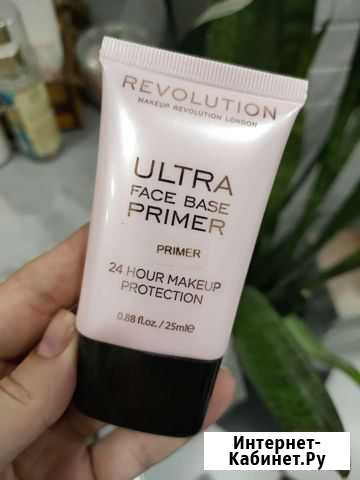 REVOLUTION
MAKEUP REVOLUTION LONDON
ULTRA
FACE BASE
PRIMER
PRIMER
24 HOUR MAKEUP
PROTECTION
0.88 fl.oz. / 25ml℮
Интернет-
Кабинет.Ру